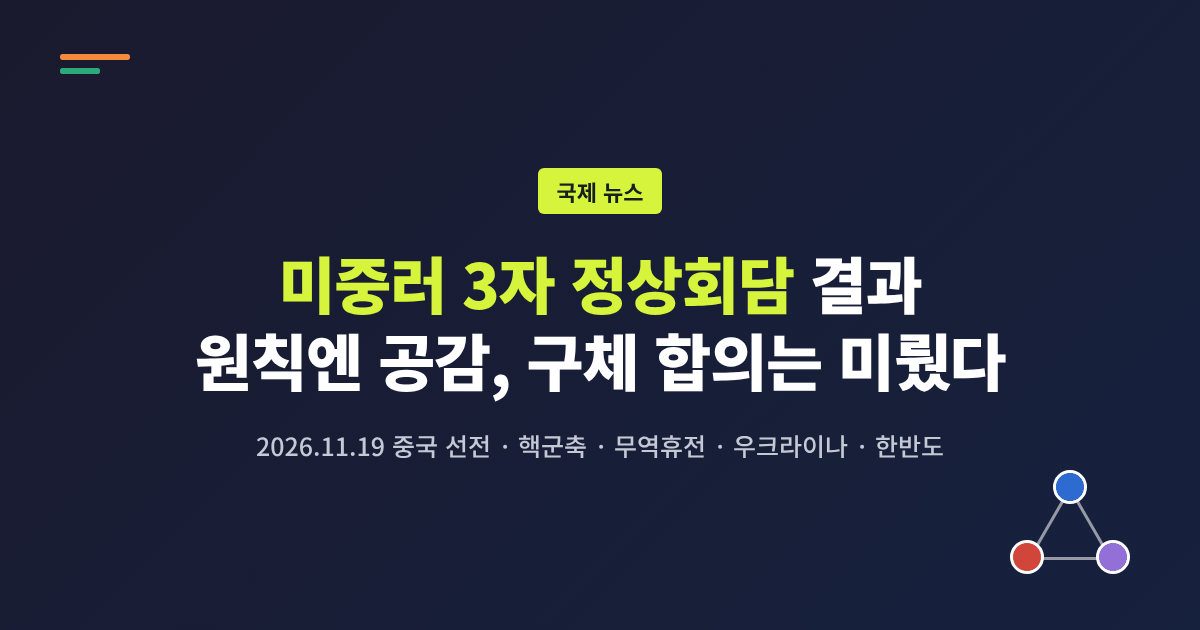 국제 뉴스
미중러 3자 정상회담 결과
원칙엔 공감, 구체 합의는 미뤘다
2026.11.19 중국 선전 · 핵군축 · 무역휴전 · 우크라이나 · 한반도